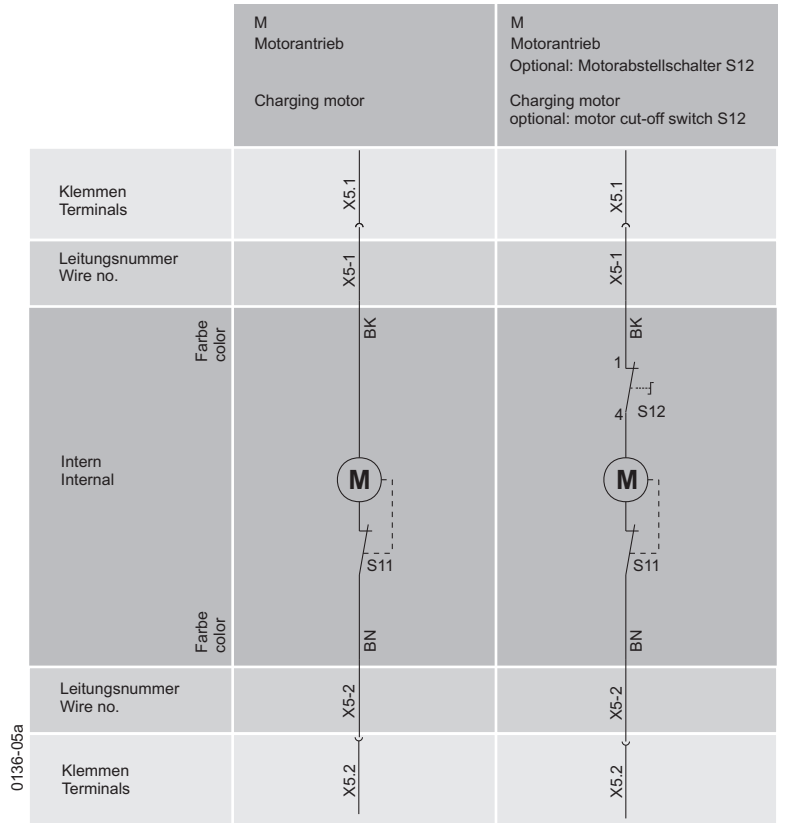 M
Motorantrieb
Charging motor
M
Motorantrieb
Optional: Motorabstellschalter S12
Charging motor
optional: motor cut-off switch S12
Klemmen
Terminals
X5.1
X5.1
Leitungsnummer
Wire no.
X5-1
X5-1
Farbe
color
BK
BK
1
4
S12
Intern
Internal
M
M
S11
S11
Farbe
color
BN
BN
Leitungsnummer
Wire no.
X5-2
X5-2
Klemmen
Terminals
X5.2
X5.2
0136-05a